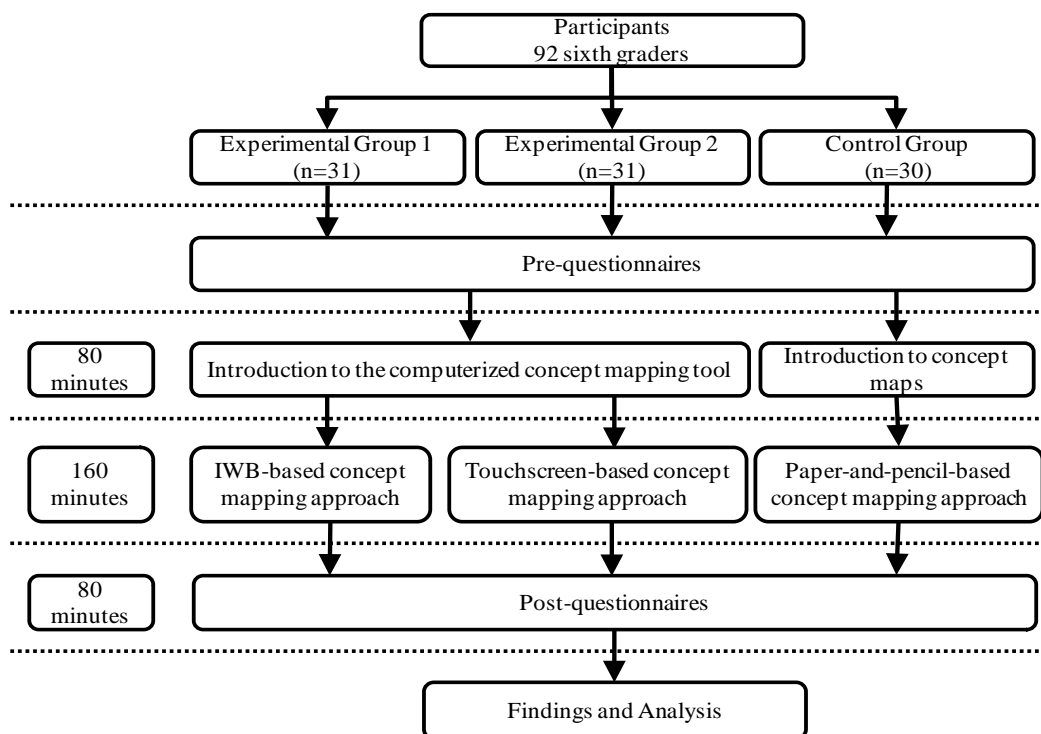 Participants
92 sixth graders
Experimental Group 1
(n=31)
Experimental Group 2
(n=31)
Control Group
(n=30)
Pre-questionnaires
80
minutes
Introduction to the computerized concept mapping tool
Introduction to concept
maps
160
minutes
IWB-based concept
mapping approach
Touchscreen-based concept
mapping approach
Paper-and-pencil-based
concept mapping approach
80
minutes
Post-questionnaires
Findings and Analysis